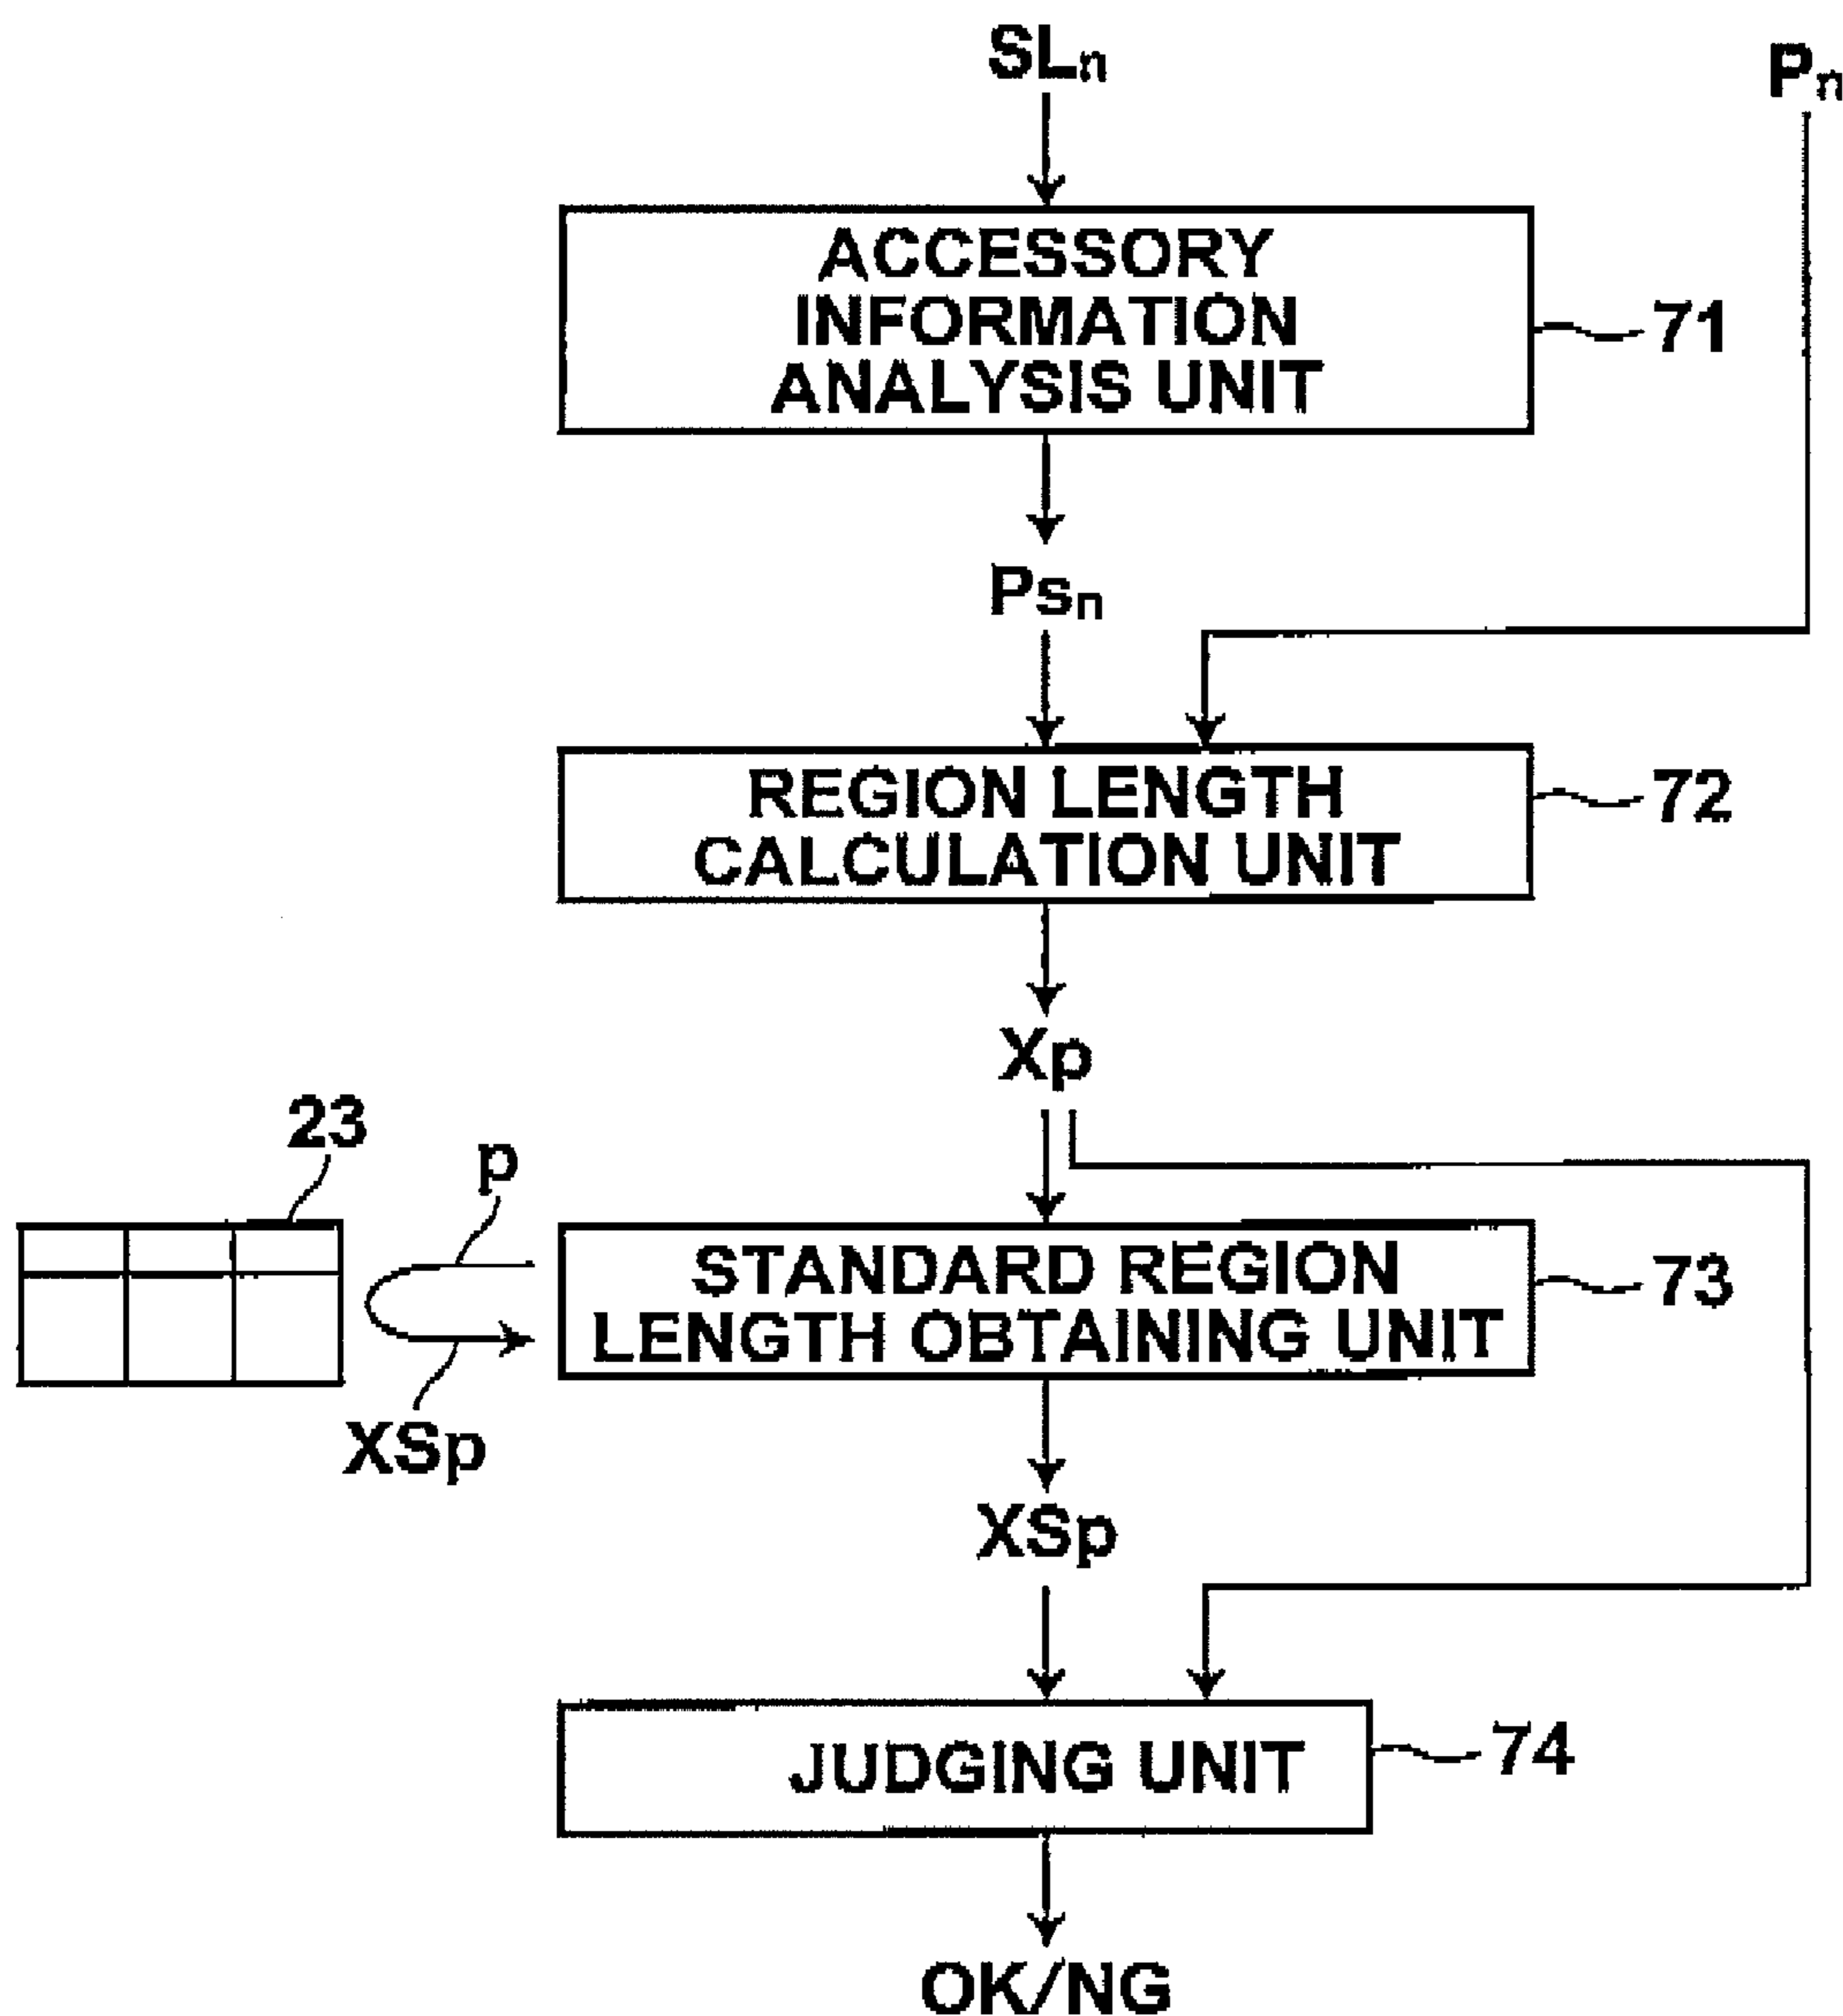 SLn
pn
ACCESSORY
INFORMATION
ANALYSIS UNIT
71
Psn
REGION LENGTH
CALCULATION UNIT
72
Xp
23
p
STANDARD REGION
LENGTH OBTAINING UNIT
73
XSp
XSp
JUDGING UNIT
74
OK/NG